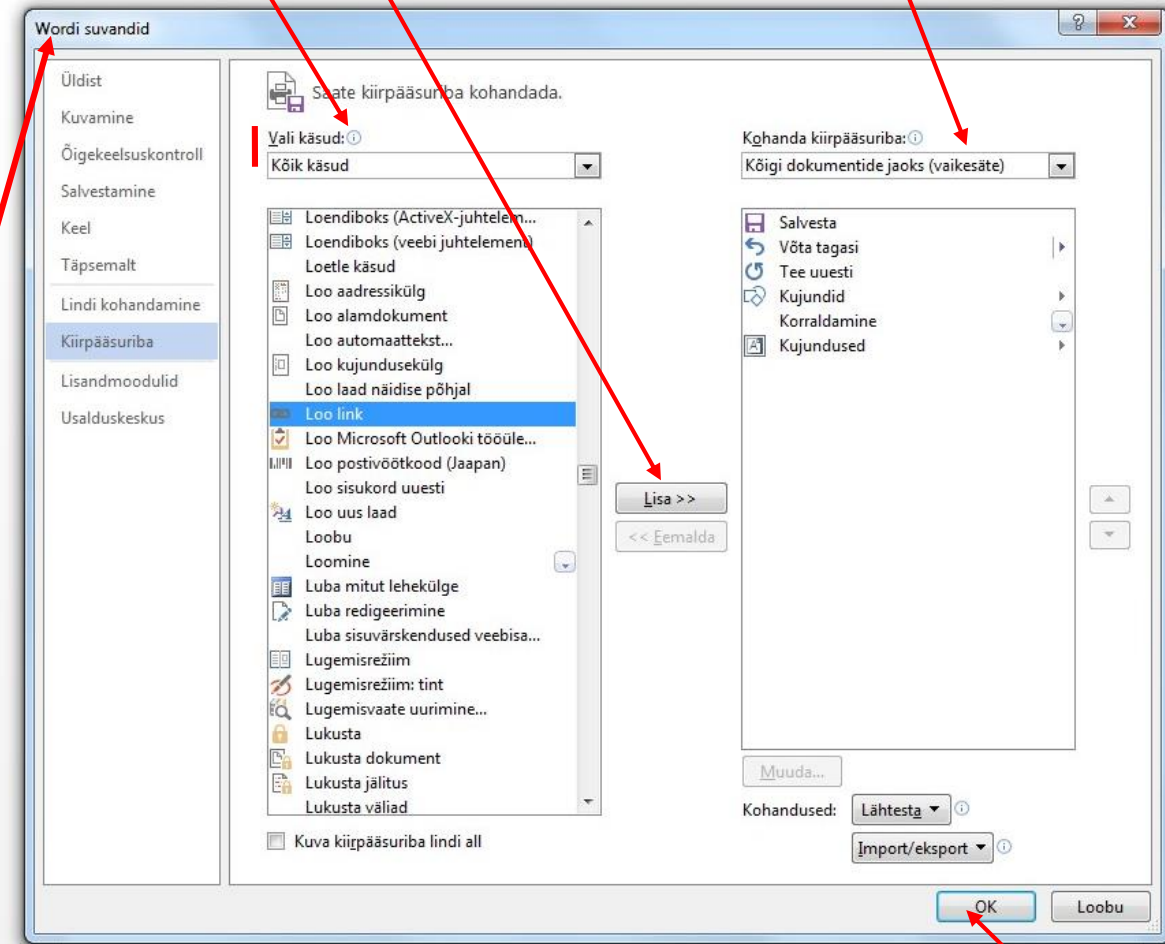 Wordi suvandid
Üldist
Kuvamine
Õigekeelsuskontroll
Salvestamine
Keel
Täpsemalt
Lindi kohandamine
Kiirpääsuriba
Lisandmoodulid
Usalduskeskus
Saate kiirpääsuriba kohandada.
Vali käsud:
Kõik käsud
Loendiboks (ActiveX-juhtelem...
Loendiboks (veebi juhtelement)
Loetle käsud
Loo aadressikülg
Loo alamdokument
Loo automaattekst...
Loo kujundusekülg
Loo laad näidise põhjal
Loo link
Loo Microsoft Outlooki tööüle...
Loo postivöötkood (Jaapan)
Loo sisukord uuesti
Loo uus laad
Loobu
Loomine
Luba mitut lehekülge
Luba redigeerimine
Luba sisuvärskendused veebisa...
Lugemisrežiim
Lugemisrežiim: tint
Lugemisvaate uurimine...
Lukusta
Lukusta dokument
Lukusta jälitus
Lukusta väljad
Kuva kiirpääsuriba lindi all
Lisa >>
<< Eemalda
Kohanda kiirpääsuriba:
Kõigi dokumentide jaoks (vaikesäte)
Salvesta
Võta tagasi
Tee uuesti
Kujundid
Korraldamine
Kujundused
Muuda...
Kohandused: Lähtesta
Import/eksport
OK Loobu